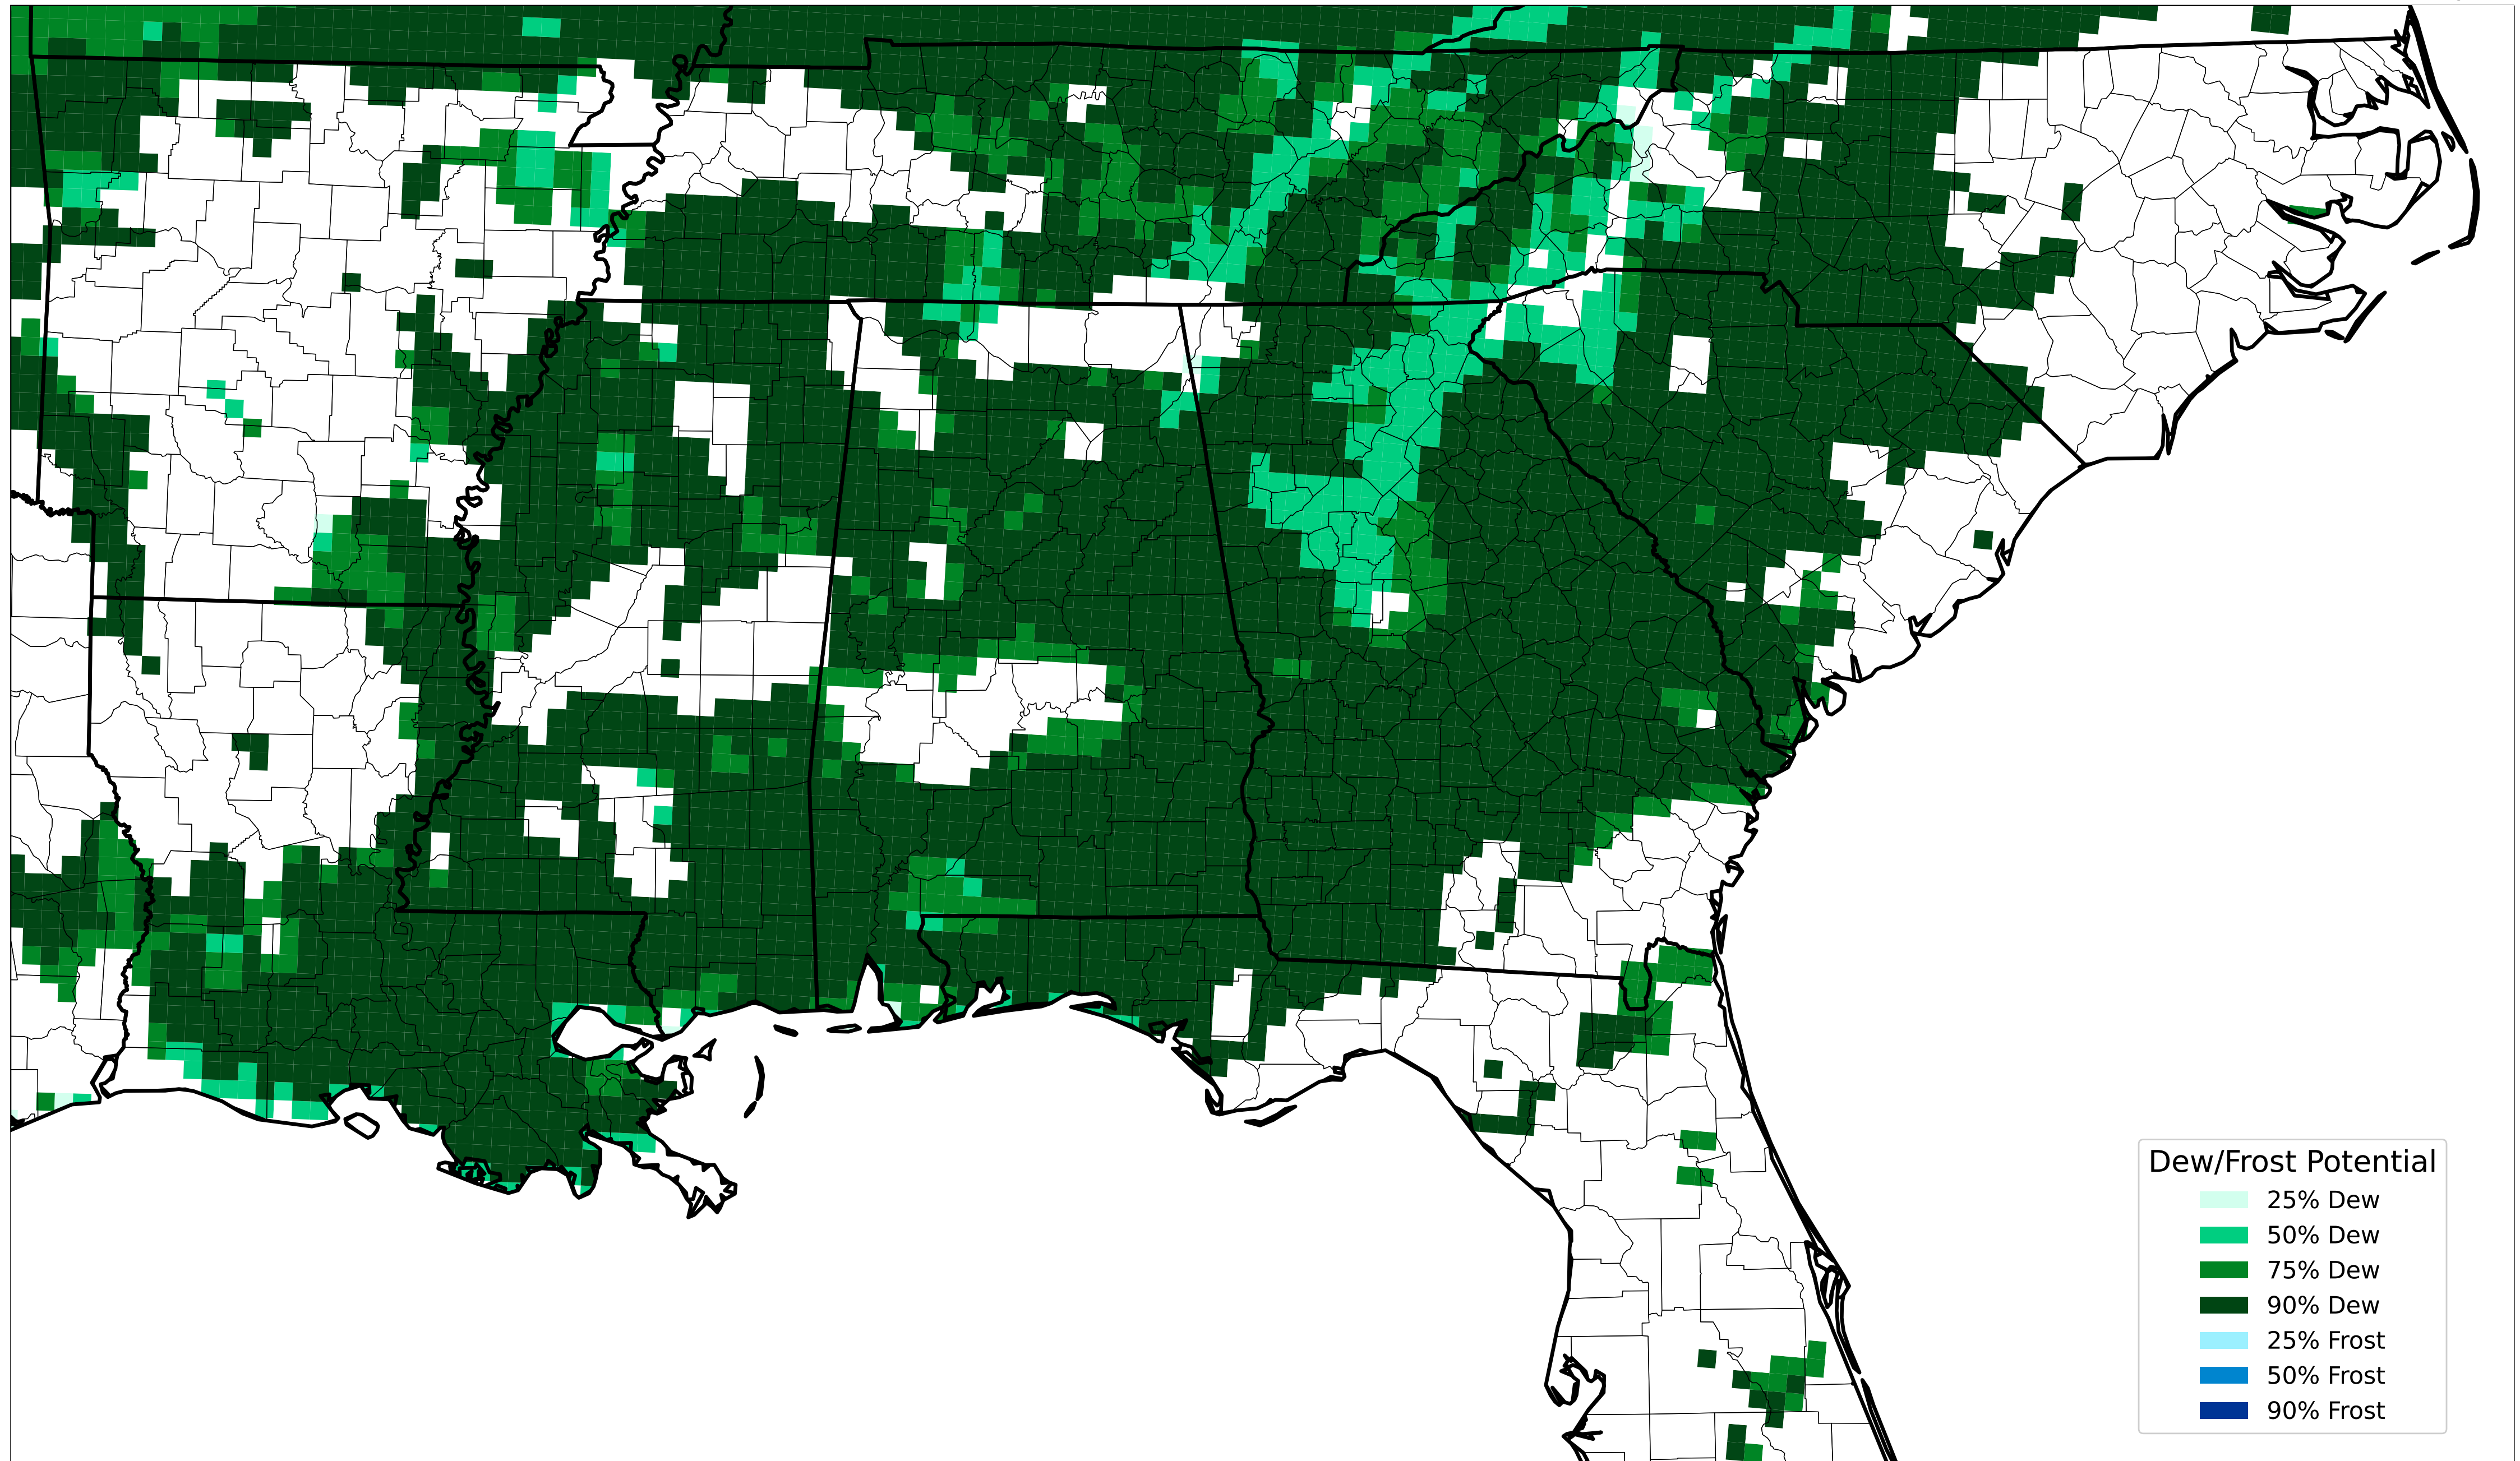 Dew/Frost Potential
25% Dew
50% Dew
75% Dew
90% Dew
25% Frost
50% Frost
90% Frost